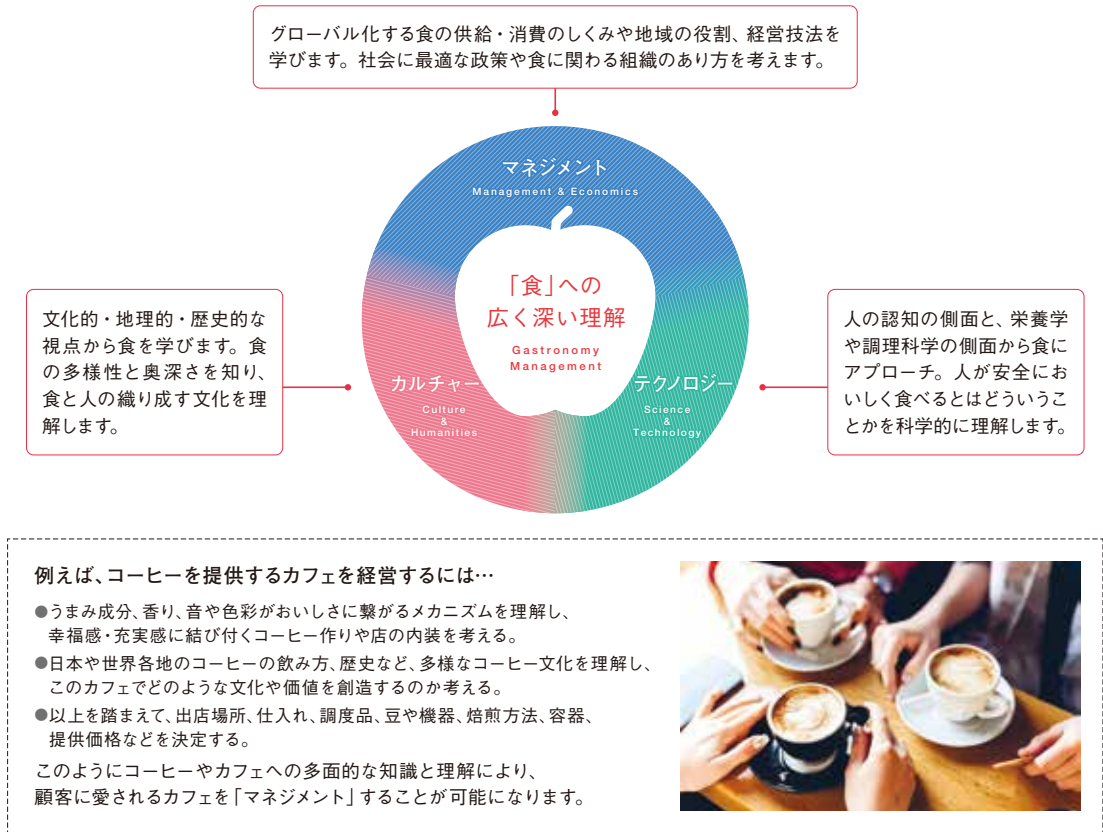 グローバル化する食の供給・消費のしくみや地域の役割、経営技法を
学びます。社会に最適な政策や食に関わる組織のあり方を考えます。
マネジメント
Management & Economics
「食」への
広く深い理解
Gastronomy
Management
文化的・地理的・歴史的な
視点から食を学びます。食
の多様性と奥深さを知り、
食と人の織り成す文化を理
解します。
カルチャー
Culture
&
Humanities
テクノロジー
Science
&
Technology
人の認知の側面と、栄養学
や調理科学の側面から食に
アプローチ。人が安全にお
いしく食べるとはどういうこ
とかを科学的に理解します。
例えば、コーヒーを提供するカフェを経営するには…
●うまみ成分、香り、音や色彩がおいしさに繋がるメカニズムを理解し、
幸福感・充実感に結び付くコーヒー作りや店の内装を考える。
●日本や世界各地のコーヒーの飲み方、歴史など、多様なコーヒー文化を理解し、
このカフェでどのような文化や価値を創造するのか考える。
●以上を踏まえて、出店場所、仕入れ、調度品、豆や機器、焙煎方法、容器、
提供価格などを決定する。
このようにコーヒーやカフェへの多面的な知識と理解により、
顧客に愛されるカフェを「マネジメント」することが可能になります。